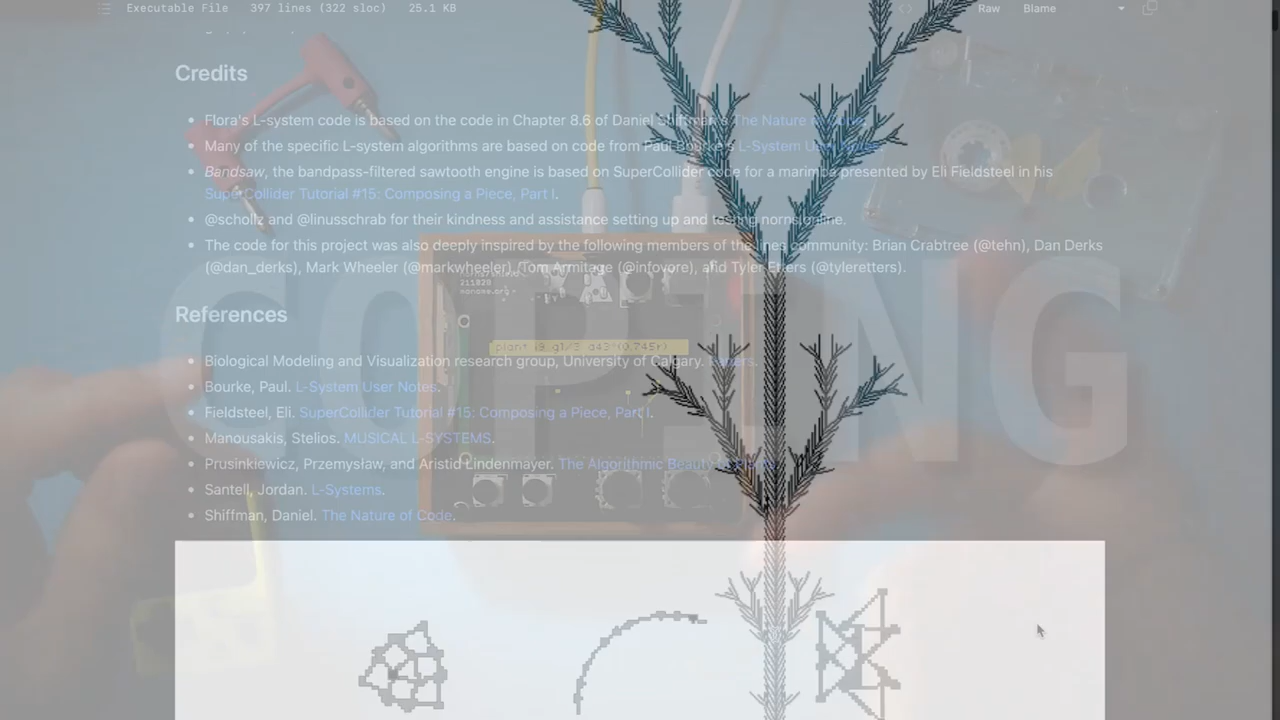 Executable File 397 lines (322 sloc) 25.1 KB
Raw Blame
Credits
Flora's L-system code is based on the code in Chapter 8.6 of Daniel Shiffman's The Nature of Code.
Many of the specific L-system algorithms are based on code from Paul Bourke's L-System User Notes.
Bandsaw, the bandpass-filtered sawtooth engine is based on SuperCollider code for a marimba presented by Eli Fieldsteel in his
SuperCollider Tutorial #15: Composing a Piece, Part I.
@schollz and @linusschrab for their kindness and assistance setting up and testing norns.online.
The code for this project was also deeply inspired by the following members of the lines community: Brian Crabtree (@tehn), Dan Derks
(@dan_derks), Mark Wheeler (@markwheeler), Tom Armitage (@infovore), and Tyler Etters (@tyleretters).
211028
COPING
References
Biological Modeling and Visualization research group, University of Calgary. Papers.
Bourke, Paul. L-System User Notes.
Fieldsteel, Eli. SuperCollider Tutorial #15: Composing a Piece, Part I.
Manousakis, Stelios. MUSICAL L-SYSTEMS.
Prusinkiewicz, Przemysław, and Aristid Lindenmayer. The Algorithmic Beauty of Plants.
Santell, Jordan. L-Systems.
Shiffman, Daniel. The Nature of Code.